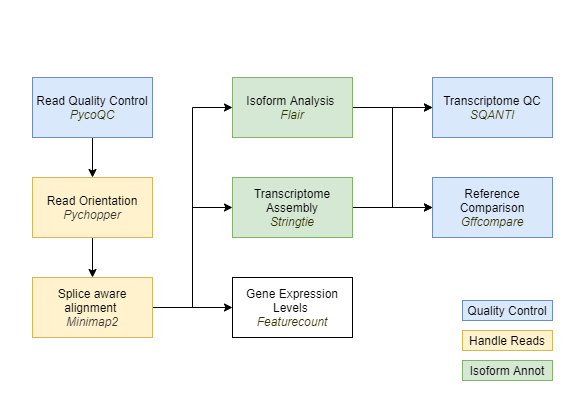 Read Quality Control
PycoQC
Isoform Analysis
Flair
Transcriptome QC
SQANTI
Read Orientation
Pychopper
Transcriptome
Assembly
Stringtie
Reference
Comparison
Gffcompare
Splice aware
alignment
Minimap2
Gene Expression
Levels
Featurecount
Quality Control
Handle Reads
Isoform Annot